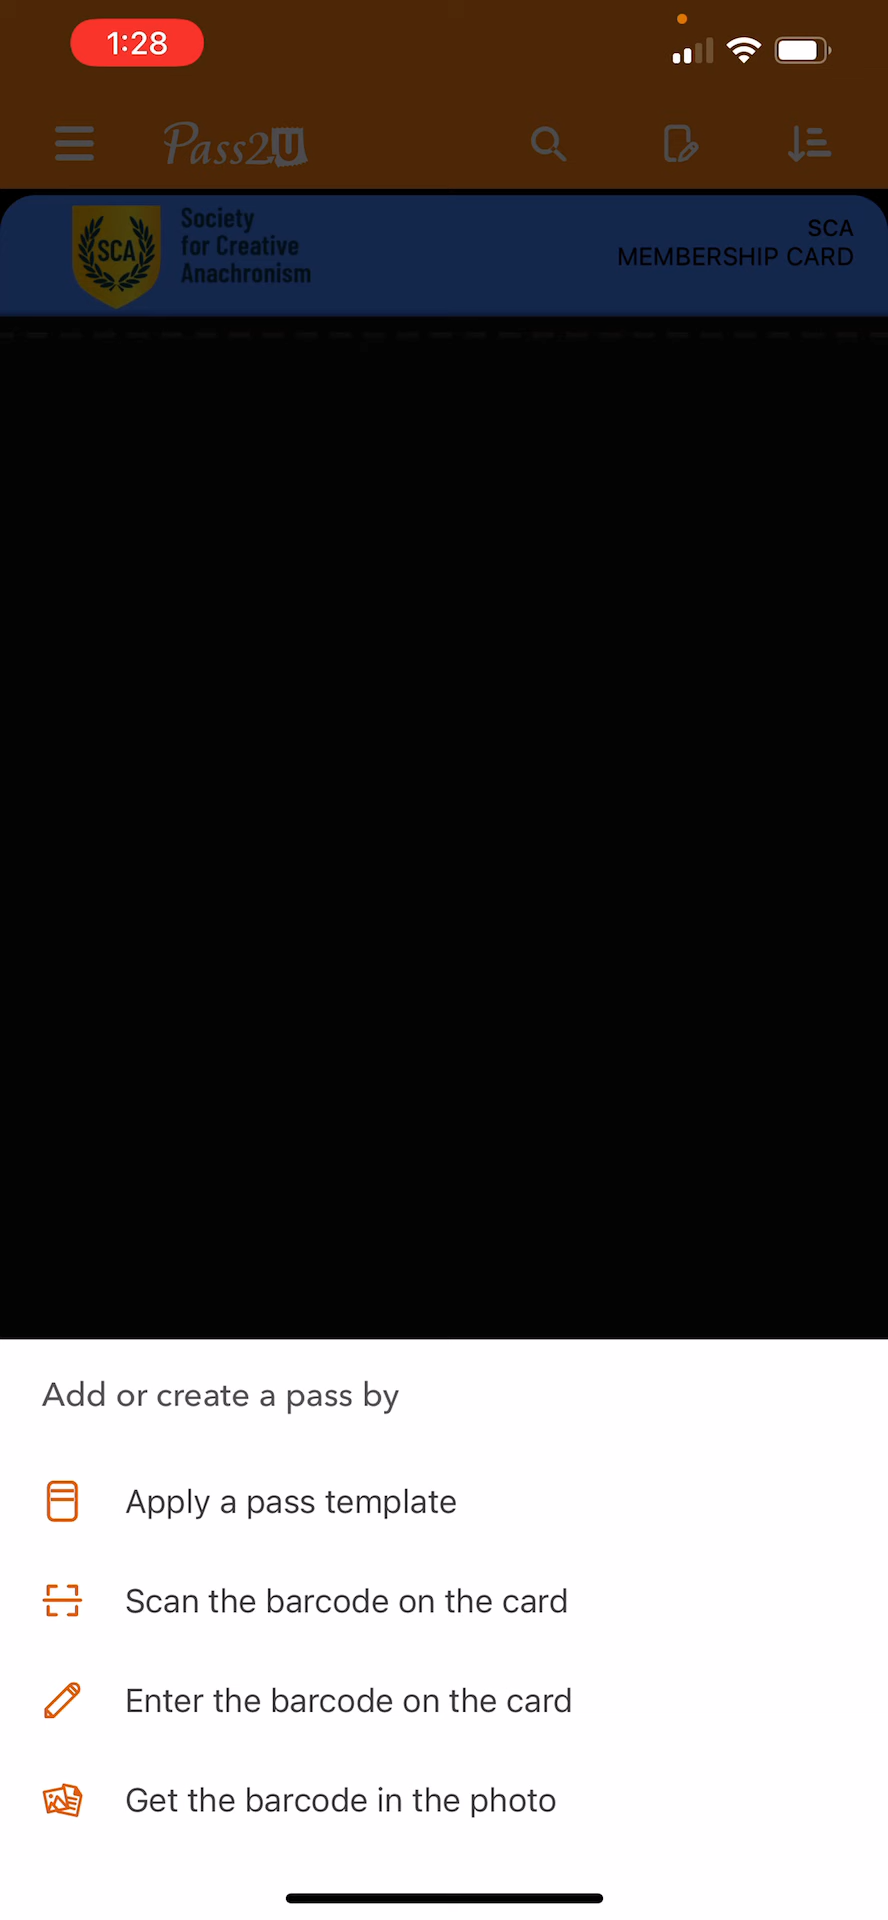 1:28
Pass2U
SCA
Society
for Creative
Anachronism
SCA
MEMBERSHIP CARD
Add or create a pass by
Apply a pass template
Scan the barcode on the card
Enter the barcode on the card
Get the barcode in the photo